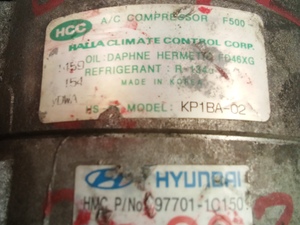 HCC
A/C COMPRESSOR F500
HALLA CLIMATE CONTROL CORP.
OIL: DAPHNE HERMETIC
REFRIGERANT: R-134a
MADE IN KOREA
MODEL: KP1BA-02
HYUNDAI
HMC P/No. 97701-1C150